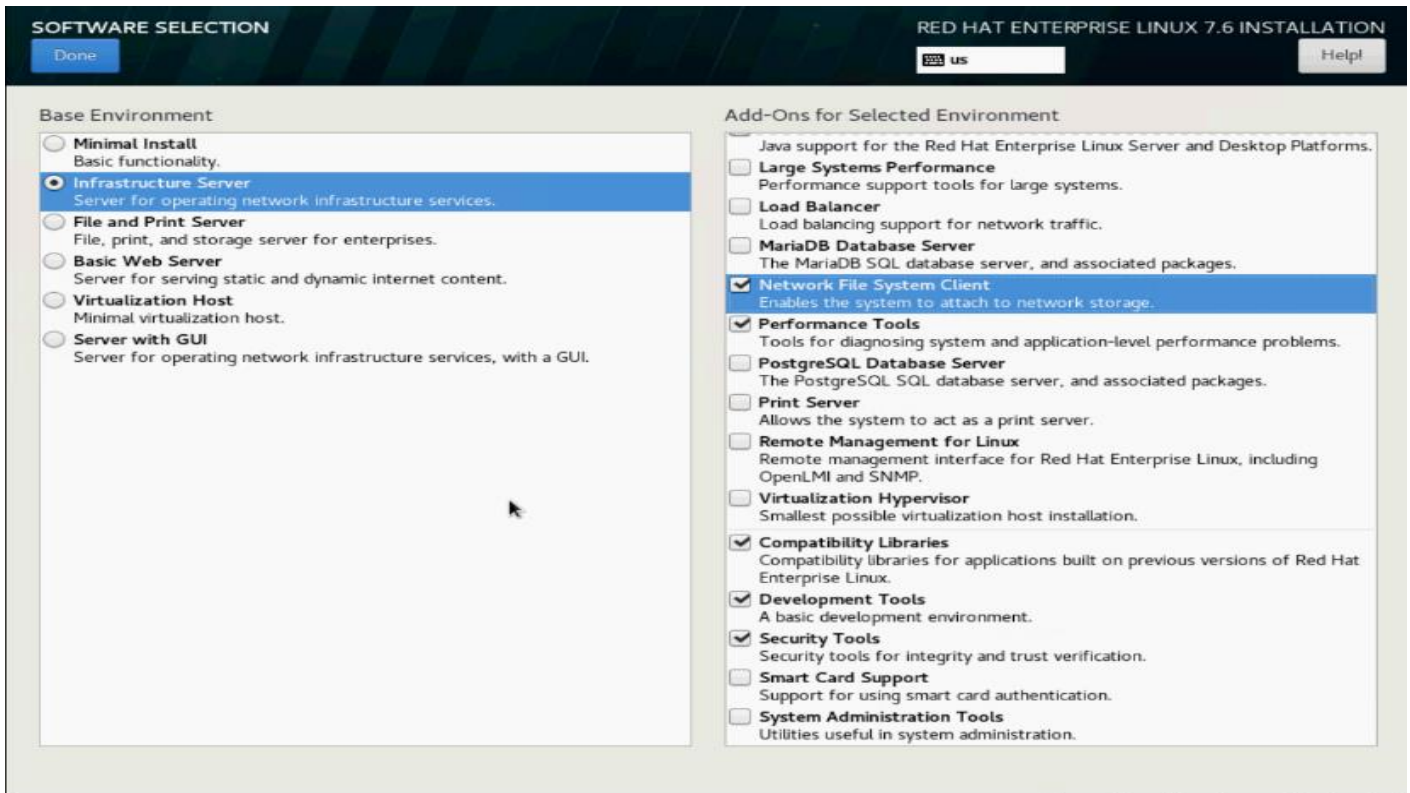 SOFTWARE SELECTION
RED HAT ENTERPRISE LINUX 7.6 INSTALLATION
Done
us
Help!
Base Environment
Minimal Install
Basic functionality.
Infrastructure Server
Server for operating network infrastructure services.
File and Print Server
File, print, and storage server for enterprises.
Basic Web Server
Server for serving static and dynamic internet content.
Virtualization Host
Minimal virtualization host.
Server with GUI
Server for operating network infrastructure services, with a GUI.
Add-Ons for Selected Environment
Java support for the Red Hat Enterprise Linux Server and Desktop Platforms.
Large Systems Performance
Performance support tools for large systems.
Load Balancer
Load balancing support for network traffic.
MariaDB Database Server
The MariaDB SQL database server, and associated packages.
Network File System Client
Enables the system to attach to network storage.
Performance Tools
Tools for diagnosing system and application-level performance problems.
PostgreSQL Database Server
The PostgreSQL SQL database server, and associated packages.
Print Server
Allows the system to act as a print server.
Remote Management for Linux
Remote management interface for Red Hat Enterprise Linux, including
OpenLMI and SNMP.
Virtualization Hypervisor
Smallest possible virtualization host installation.
Compatibility Libraries
Compatibility libraries for applications built on previous versions of Red Hat
Enterprise Linux.
Development Tools
A basic development environment.
Security Tools
Security tools for integrity and trust verification.
Smart Card Support
Support for using smart card authentication.
System Administration Tools
Utilities useful in system administration.